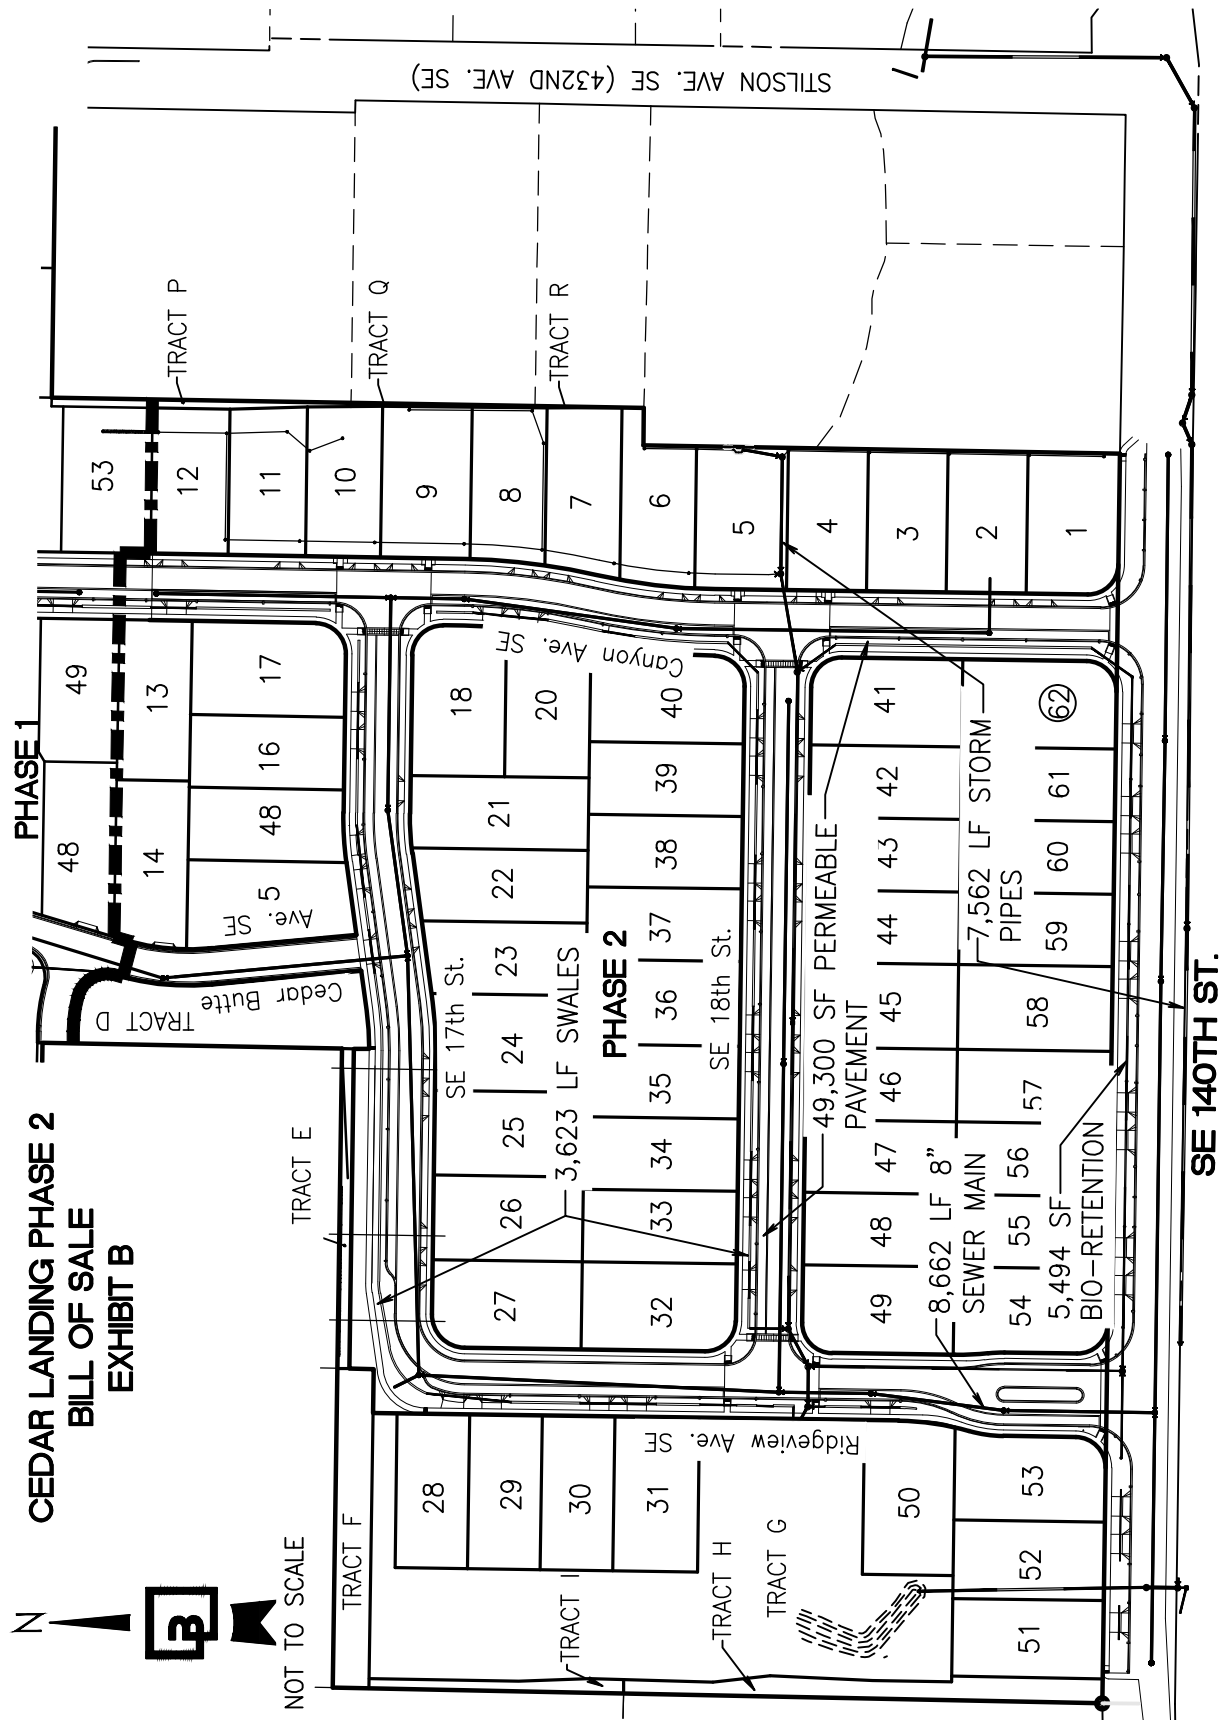 CEDAR LANDING PHASE 2
BILL OF SALE
EXHIBIT B
N
NOT TO SCALE
PHASE 1
PHASE 2
STILSON AVE. SE (432ND AVE. SE)
SE 140TH ST.
SE 17th St.
SE 18th St.
Canyon Ave. SE
Cedar Butte
Ave. SE
Ridgeview Ave. SE
TRACT D
TRACT E
TRACT F
TRACT I
TRACT H
TRACT G
TRACT P
TRACT Q
TRACT R
3,623 LF SWALES
49,300 SF PERMEABLE
PAVEMENT
8,662 LF 8”
SEWER MAIN
7,562 LF STORM
PIPES
5,494 SF
BIO-RETENTION
48
49
53
14
13
12
5
48
16
17
11
10
9
8
7
6
5
4
3
2
1
18
20
21
22
23
24
25
26
27
28
29
30
31
32
33
34
35
36
37
38
39
40
41
42
43
44
45
46
47
48
49
50
51
52
53
54
55
56
57
58
59
60
61
62